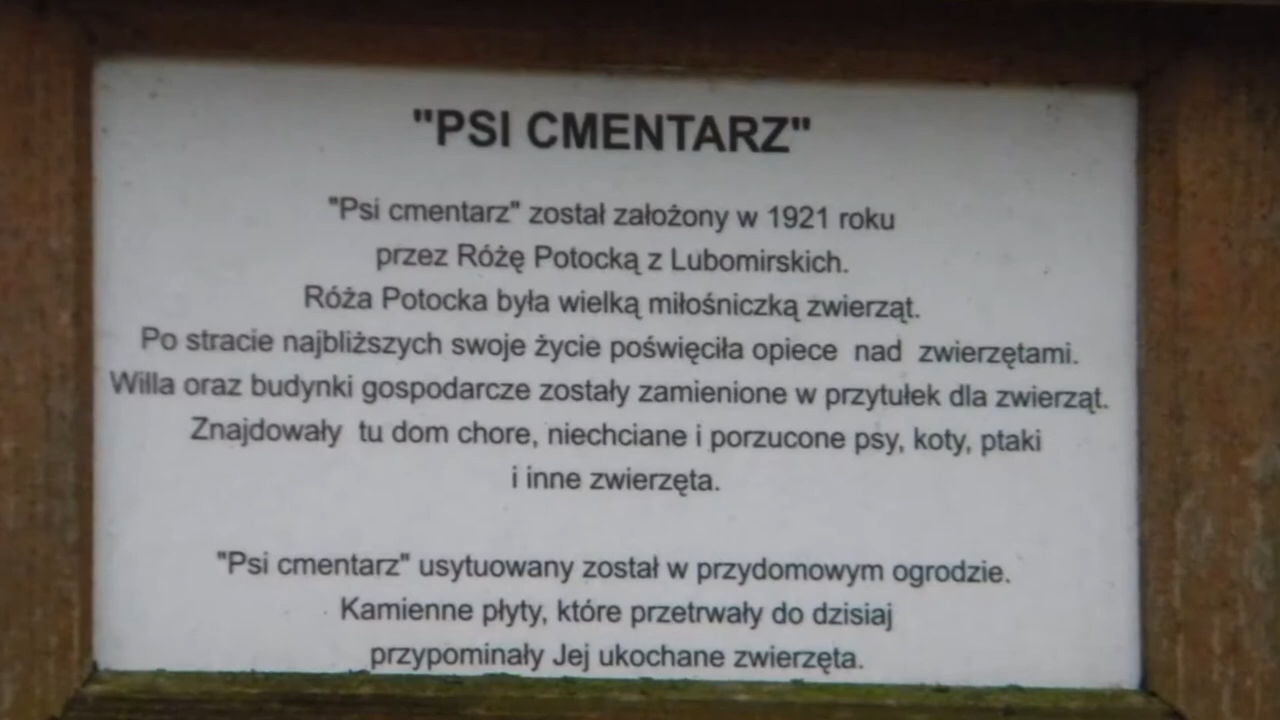 "PSI CMENTARZ"
"Psi cmentarz" został założony w 1921 roku
przez Różę Potocką z Lubomirskich.
Róża Potocka była wielką miłośniczką zwierząt.
Po stracie najbliższych swoje życie poświęciła opiece nad zwierzętami.
Willa oraz budynki gospodarcze zostały zamienione w przytułek dla zwierząt.
Znajdowały tu dom chore, niechciane i porzucone psy, koty, ptaki
i inne zwierzęta.
"Psi cmentarz" usytuowany został w przydomowym ogrodzie.
Kamienne płyty, które przetrwały do dzisiaj
przypominały Jej ukochane zwierzęta.